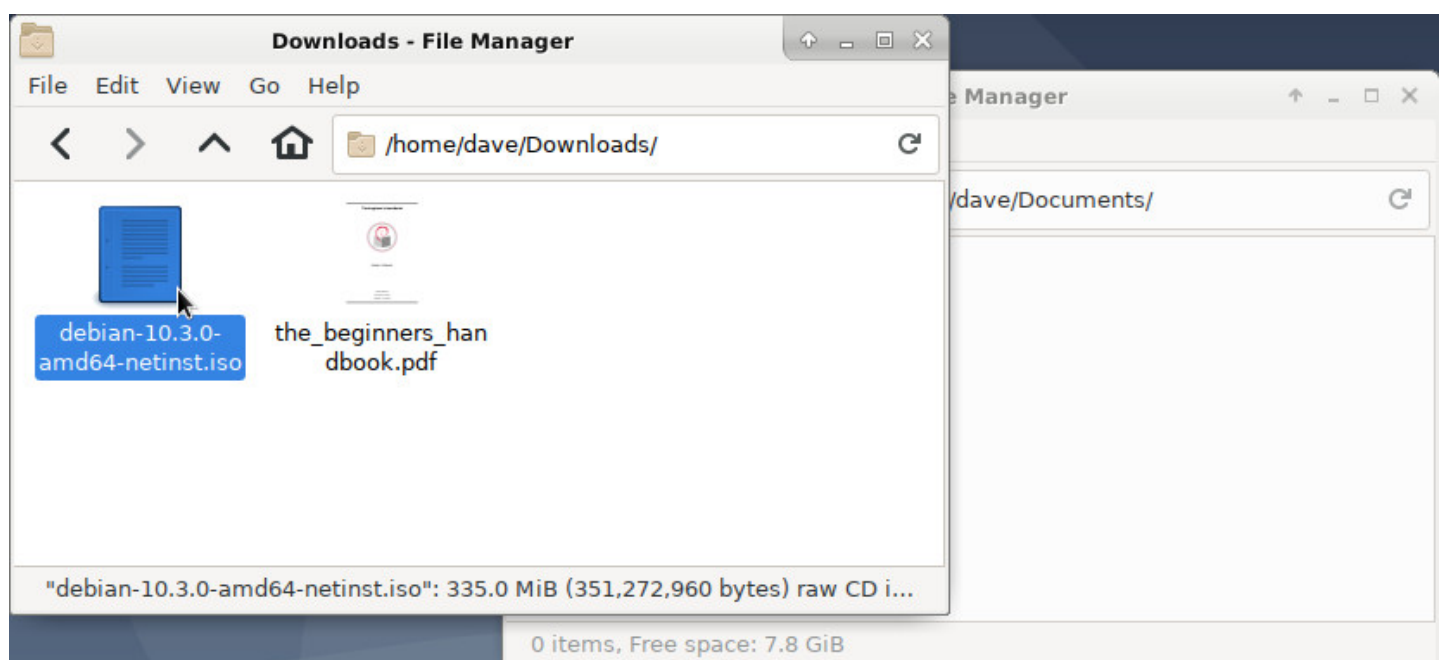 Downloads - File Manager
File Edit View Go Help
/home/dave/Downloads/
debian-10.3.0-
amd64-netinst.iso
the_beginners_han
dbook.pdf
"debian-10.3.0-amd64-netinst.iso": 335.0 MiB (351,272,960 bytes) raw CD i...
Manager
/dave/Documents/
0 items, Free space: 7.8 GiB